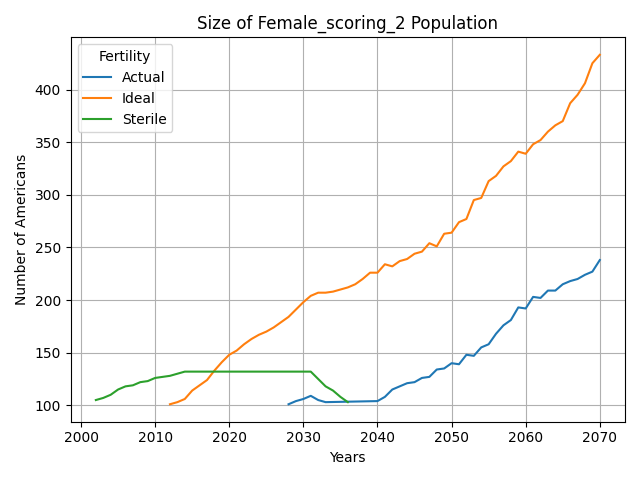 Size of Female_scoring_2 Population
Fertility
Actual
Ideal
Sterile
Number of Americans
400
350
300
250
200
150
100
2000 2010 2020 2030 2040 2050 2060 2070
Years